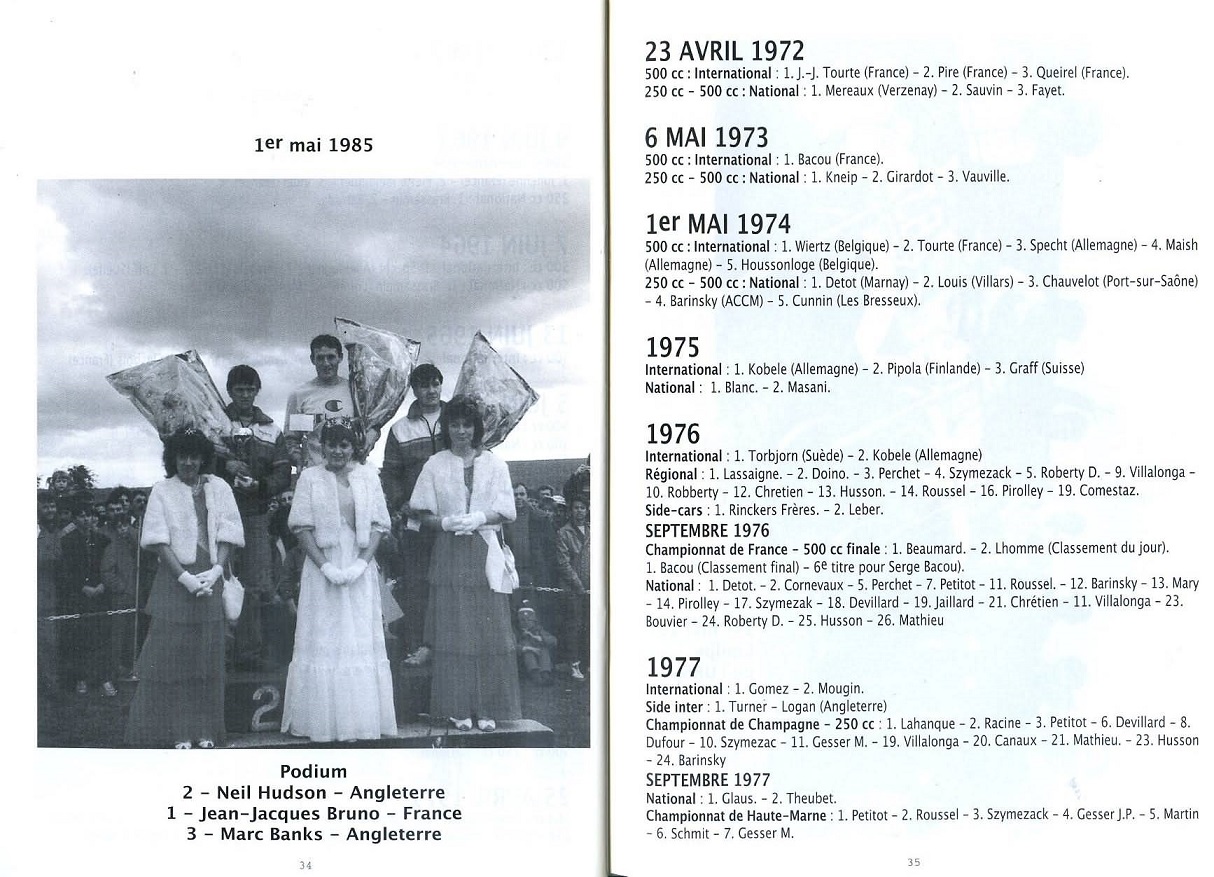 1er mai 1985
2
Podium
2 – Neil Hudson – Angleterre
1 – Jean-Jacques Bruno – France
3 – Marc Banks – Angleterre
34
23 AVRIL 1972
500 cc : International : 1. J.-J. Tourte (France) – 2. Pire (France) – 3. Queirel (France).
250 cc – 500 cc : National : 1. Mereaux (Verzenay) – 2. Sauvin – 3. Fayet.
6 MAI 1973
500 cc : International : 1. Bacou (France).
250 cc – 500 cc : National : 1. Kneip – 2. Girardot – 3. Vauville.
1er MAI 1974
500 cc : International : 1. Wiertz (Belgique) – 2. Tourte (France) – 3. Specht (Allemagne) – 4. Maish
(Allemagne) – 5. Houssonloge (Belgique).
250 cc – 500 cc : National : 1. Detot (Marnay) – 2. Louis (Villars) – 3. Chauvelot (Port-sur-Saône)
– 4. Barinsky (ACCM) – 5. Cunnin (Les Bresseux).
1975
International : 1. Kobele (Allemagne) – 2. Pipola (Finlande) – 3. Graff (Suisse)
National : 1. Blanc. – 2. Masani.
1976
International : 1. Torbjorn (Suède) – 2. Kobele (Allemagne)
Régional : 1. Lassaigne. – 2. Doino. – 3. Perchet – 4. Szymezack – 5. Roberty D. – 9. Villalonga –
10. Robberty – 12. Chretien – 13. Husson. – 14. Roussel – 16. Pirolley – 19. Comestaz.
Side-cars : 1. Rinckers Frères. – 2. Leber.
SEPTEMBRE 1976
Championnat de France – 500 cc finale : 1. Beaumard. – 2. Lhomme (Classement du jour).
1. Bacou (Classement final) – 6e titre pour Serge Bacou).
National : 1. Detot. – 2. Cornevaux – 5. Perchet – 7. Petitot – 11. Roussel. – 12. Barinsky – 13. Mary
– 14. Pirolley – 17. Szymezak – 18. Devillard – 19. Jaillard – 21. Chrétien – 11. Villalonga – 23.
Bouvier – 24. Roberty D. – 25. Husson – 26. Mathieu
1977
International : 1. Gomez – 2. Mougin.
Side inter : 1. Turner – Logan (Angleterre)
Championnat de Champagne – 250 cc : 1. Lahanque – 2. Racine – 3. Petitot – 6. Devillard – 8.
Dufour – 10. Szymezac – 11. Gesser M. – 19. Villalonga – 20. Canaux – 21. Mathieu. – 23. Husson
– 24. Barinsky
SEPTEMBRE 1977
National : 1. Glaus. – 2. Theubet.
Championnat de Haute-Marne : 1. Petitot – 2. Roussel – 3. Szymezack – 4. Gesser J.P. – 5. Martin
– 6. Schmit – 7. Gesser M.
35